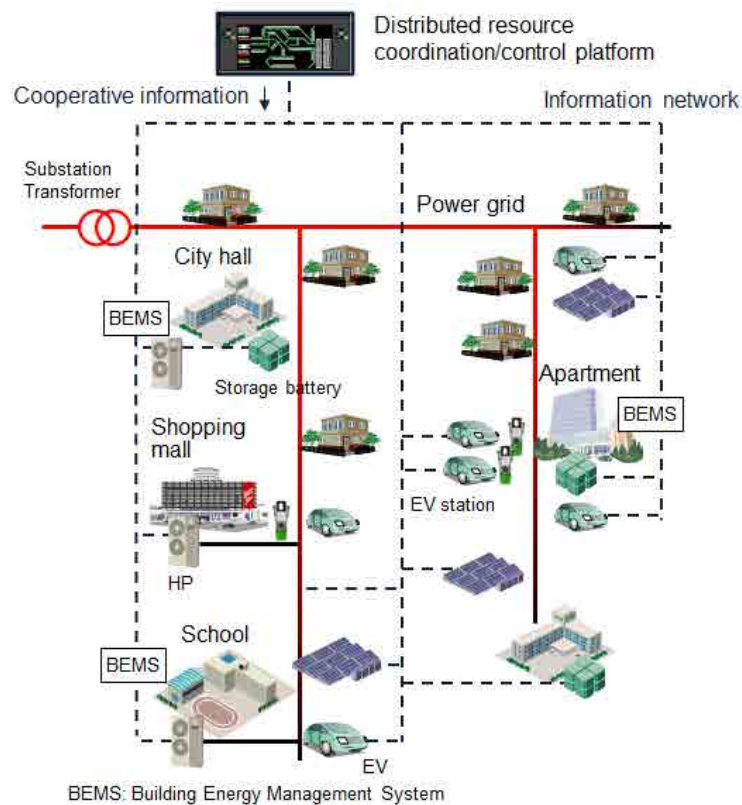 Distributed resource
coordination/control platform
Cooperative information
Information network
Substation
Transformer
Power grid
City hall
BEMS
Storage battery
Apartment
BEMS
Shopping
mall
EV station
HP
School
BEMS
EV
BEMS: Building Energy Management System